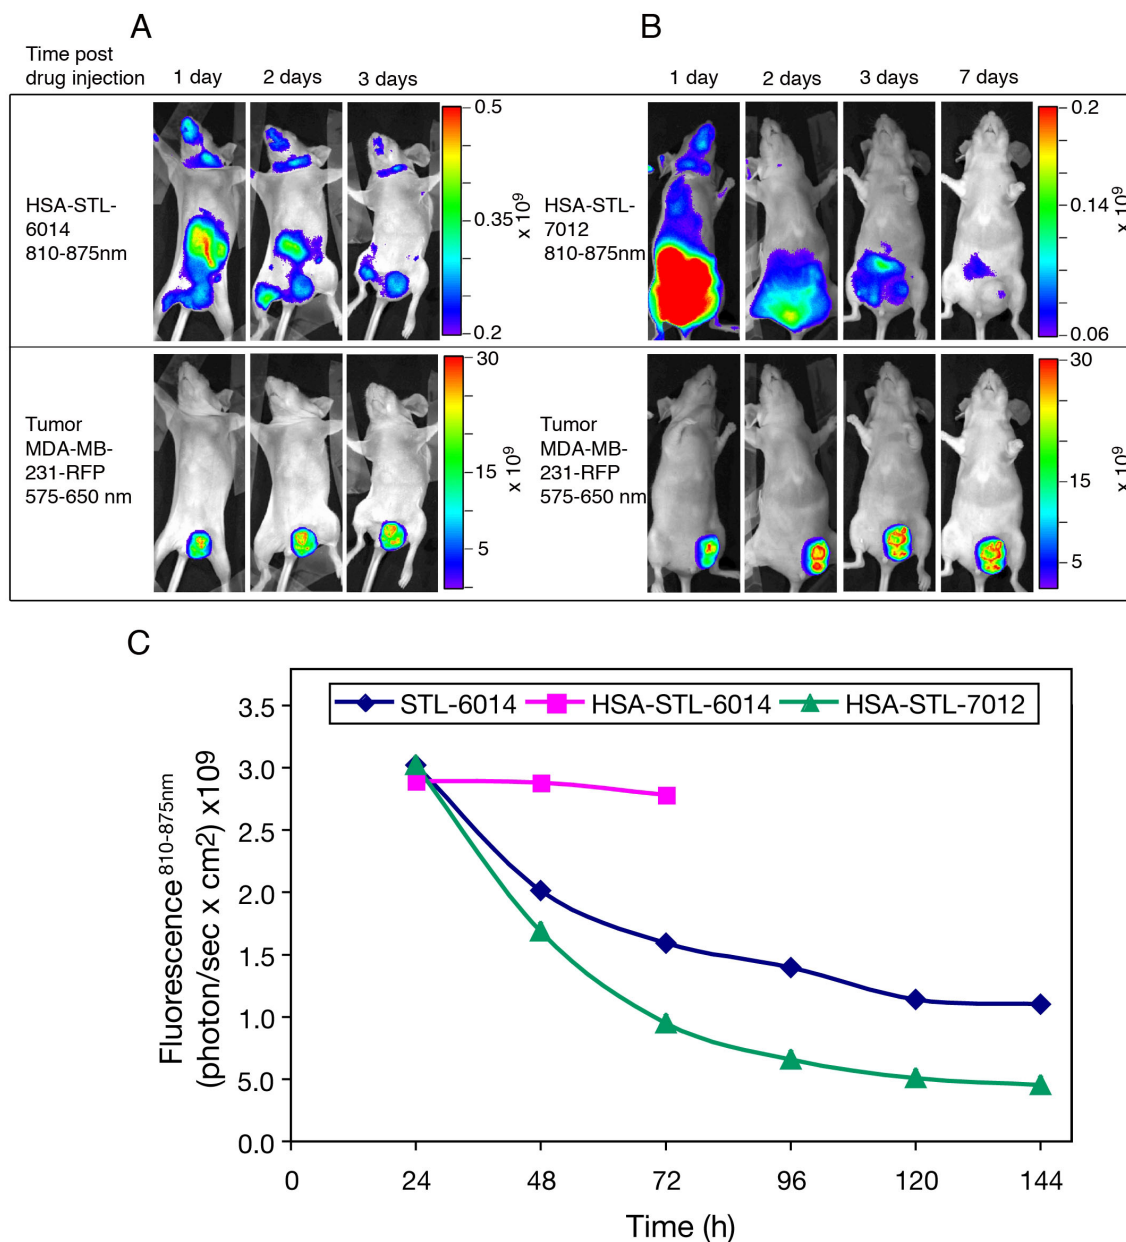 A
B
Time post
drug injection
1 day
2 days
3 days
1 day
2 days
3 days
7 days
HSA-STL-
6014
810-875nm
0.5
0.35
0.2
x 10⁹
HSA-STL-
7012
810-875nm
0.2
0.14
0.06
x 10⁹
Tumor
MDA-MB-
231-RFP
575-650 nm
30
15
5
x 10⁹
Tumor
MDA-MB-
231-RFP
575-650 nm
30
15
5
x 10⁹
C
STL-6014
HSA-STL-6014
HSA-STL-7012
Fluorescence⁸¹⁰⁻⁸⁷⁵ⁿᵐ
(photon/sec x cm²) x10⁹
3.5
3.0
2.5
2.0
1.5
1.0
5.0
0.0
0
24
48
72
96
120
144
Time (h)